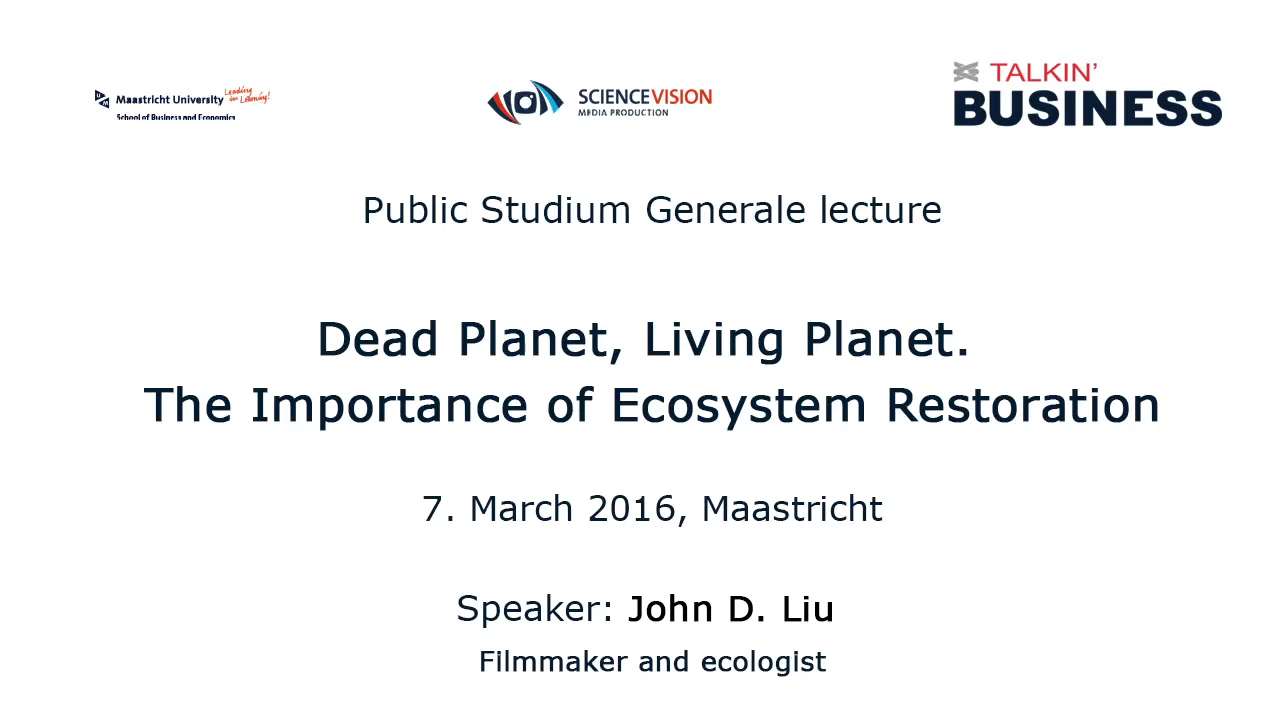 Maastricht University Leading in Learning!
School of Business and Economics
SCIENCEVISION
MEDIA PRODUCTION
TALKIN'
BUSINESS
Public Studium Generale lecture
Dead Planet, Living Planet.
The Importance of Ecosystem Restoration
7. March 2016, Maastricht
Speaker: John D. Liu
Filmmaker and ecologist